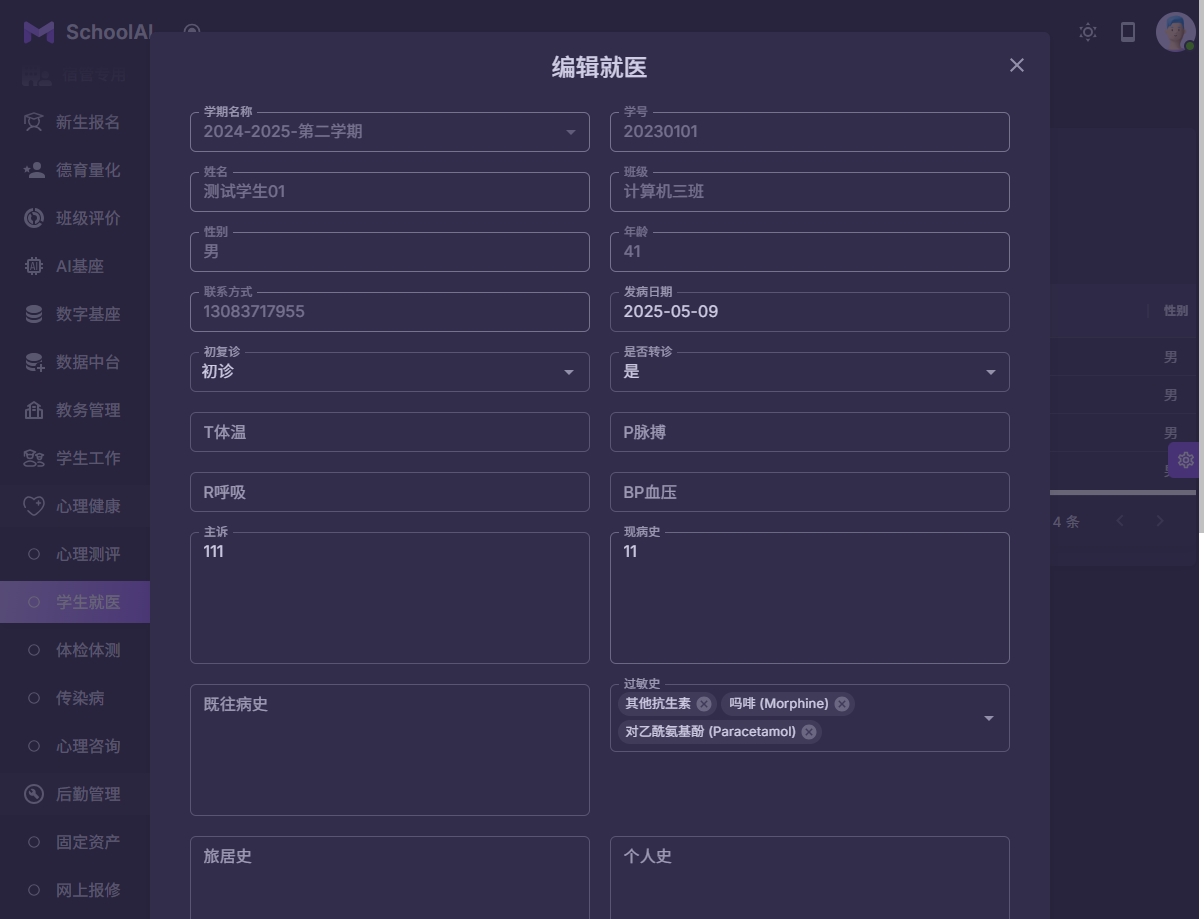 SchoolAI
新生报名
德育量化
班级评价
AI基座
数字基座
数据中台
教务管理
学生工作
心理健康
心理测评
学生就医
体检体测
传染病
心理咨询
后勤管理
固定资产
网上报修
编辑就医
学期名称
2024-2025-第二学期
学号
20230101
姓名
测试学生01
班级
计算机三班
性别
男
年龄
41
联系方式
13083717955
发病日期
2025-05-09
初复诊
初诊
是否转诊
是
T体温
P脉搏
R呼吸
BP血压
主诉
111
现病史
11
既往病史
过敏史
其他抗生素
吗啡 (Morphine)
对乙酰氨基酚 (Paracetamol)
旅居史
个人史
性别
男
男
男
4 条